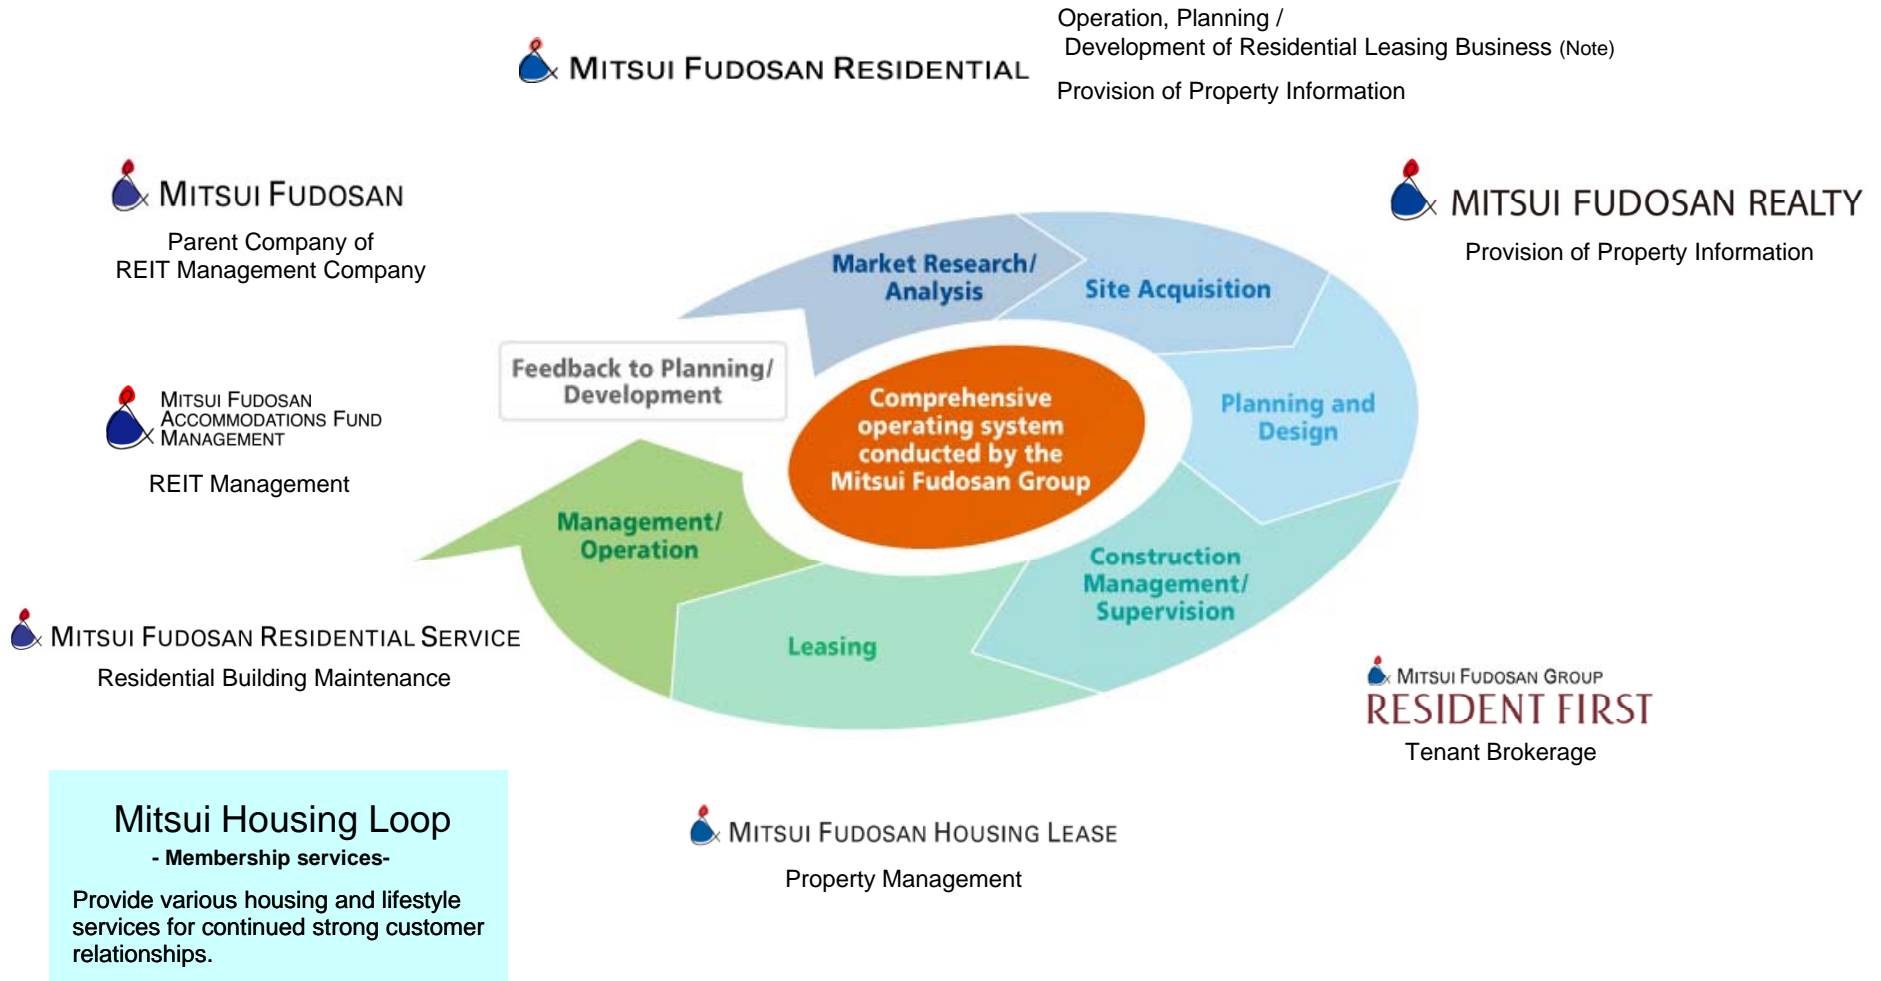 MITSUI FUDOSAN RESIDENTIAL
Operation, Planning /
Development of Residential Leasing Business (Note)
Provision of Property Information
MITSUI FUDOSAN
Parent Company of
REIT Management Company
MITSUI FUDOSAN REALTY
Provision of Property Information
Market Research/
Analysis
Site Acquisition
Feedback to Planning/
Development
Planning and
Design
Comprehensive
operating system
conducted by the
Mitsui Fudosan Group
MITSUI FUDOSAN
ACCOMMODATIONS FUND
MANAGEMENT
REIT Management
Management/
Operation
Construction
Management/
Supervision
Leasing
MITSUI FUDOSAN RESIDENTIAL SERVICE
Residential Building Maintenance
MITSUI FUDOSAN GROUP
RESIDENT FIRST
Tenant Brokerage
MITSUI FUDOSAN HOUSING LEASE
Property Management
Mitsui Housing Loop
- Membership services-
Provide various housing and lifestyle
services for continued strong customer
relationships.